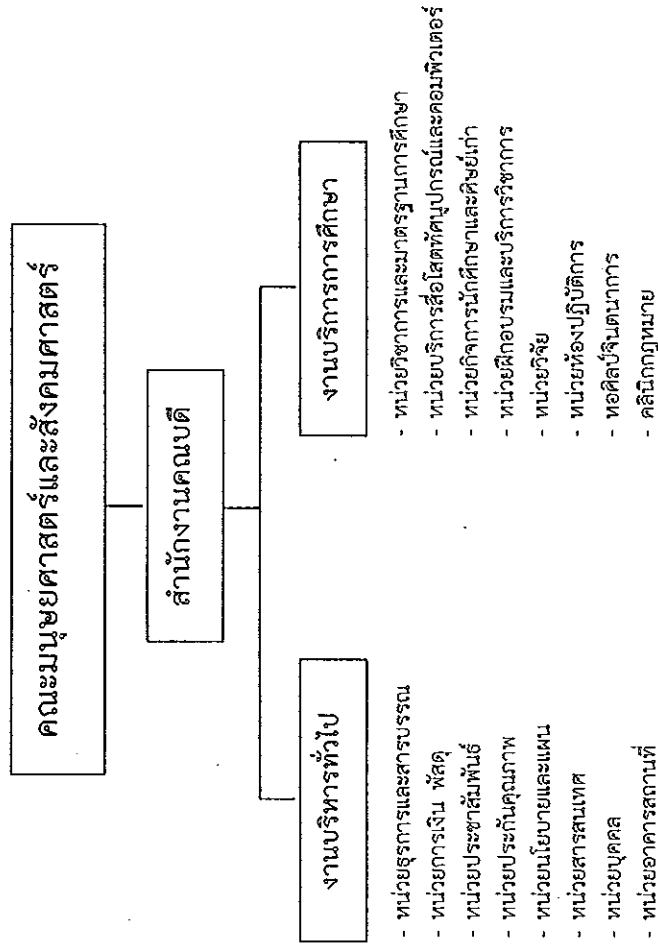 คณะมนุษยศาสตร์และสังคมศาสตร์
สำนักงานคณบดี
งานบริหารทั่วไป
- หน่วยธุรการและสารบรรณ
- หน่วยการเงิน พัสดุ
- หน่วยประชาสัมพันธ์
- หน่วยประกันคุณภาพ
- หน่วยนโยบายและแผน
- หน่วยสารสนเทศ
- หน่วยบุคคล
- หน่วยอาคารสถานที่
งานบริการการศึกษา
- หน่วยวิชาการและมาตรฐานการศึกษา
- หน่วยบริการสื่อโสตทัศนูปกรณ์และคอมพิวเตอร์
- หน่วยกิจการนักศึกษาและศิษย์เก่า
- หน่วยฝึกอบรมและบริการวิชาการ
- หน่วยวิจัย
- หน่วยห้องปฏิบัติการ
- หอศิลป์จินตนาการ
- คลินิกกฎหมาย